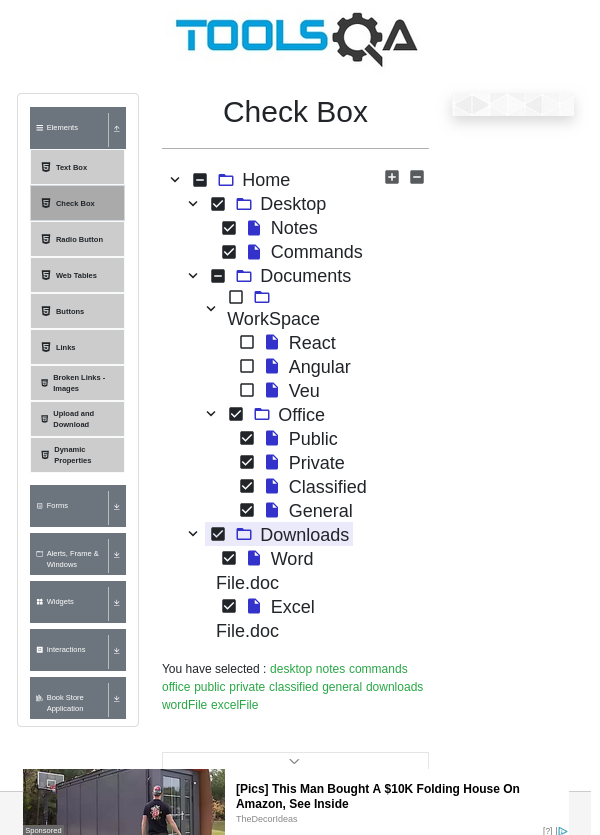 TOOLSQA
Check Box
Elements
Text Box
Check Box
Radio Button
Web Tables
Buttons
Links
Broken Links -
Images
Upload and
Download
Dynamic
Properties
Forms
Alerts, Frame &
Windows
Widgets
Interactions
Book Store
Application
Home
Desktop
Notes
Commands
Documents
WorkSpace
React
Angular
Veu
Office
Public
Private
Classified
General
Downloads
Word
File.doc
Excel
File.doc
You have selected : desktop notes commands
office public private classified general downloads
wordFile excelFile
Sponsored
[Pics] This Man Bought A $10K Folding House On
Amazon, See Inside
TheDecorIdeas
[?]